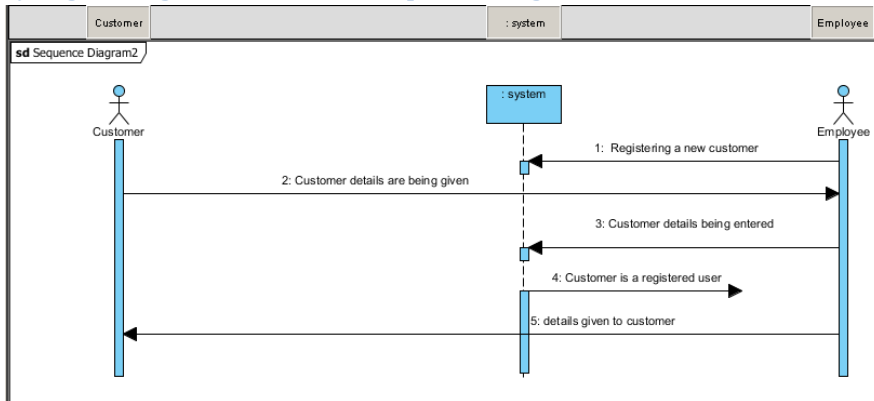 Customer
: system
Employee
sd Sequence Diagram2
: system
Customer
Employee
1: Registering a new customer
2: Customer details are being given
3: Customer details being entered
4: Customer is a registered user
5: details given to customer